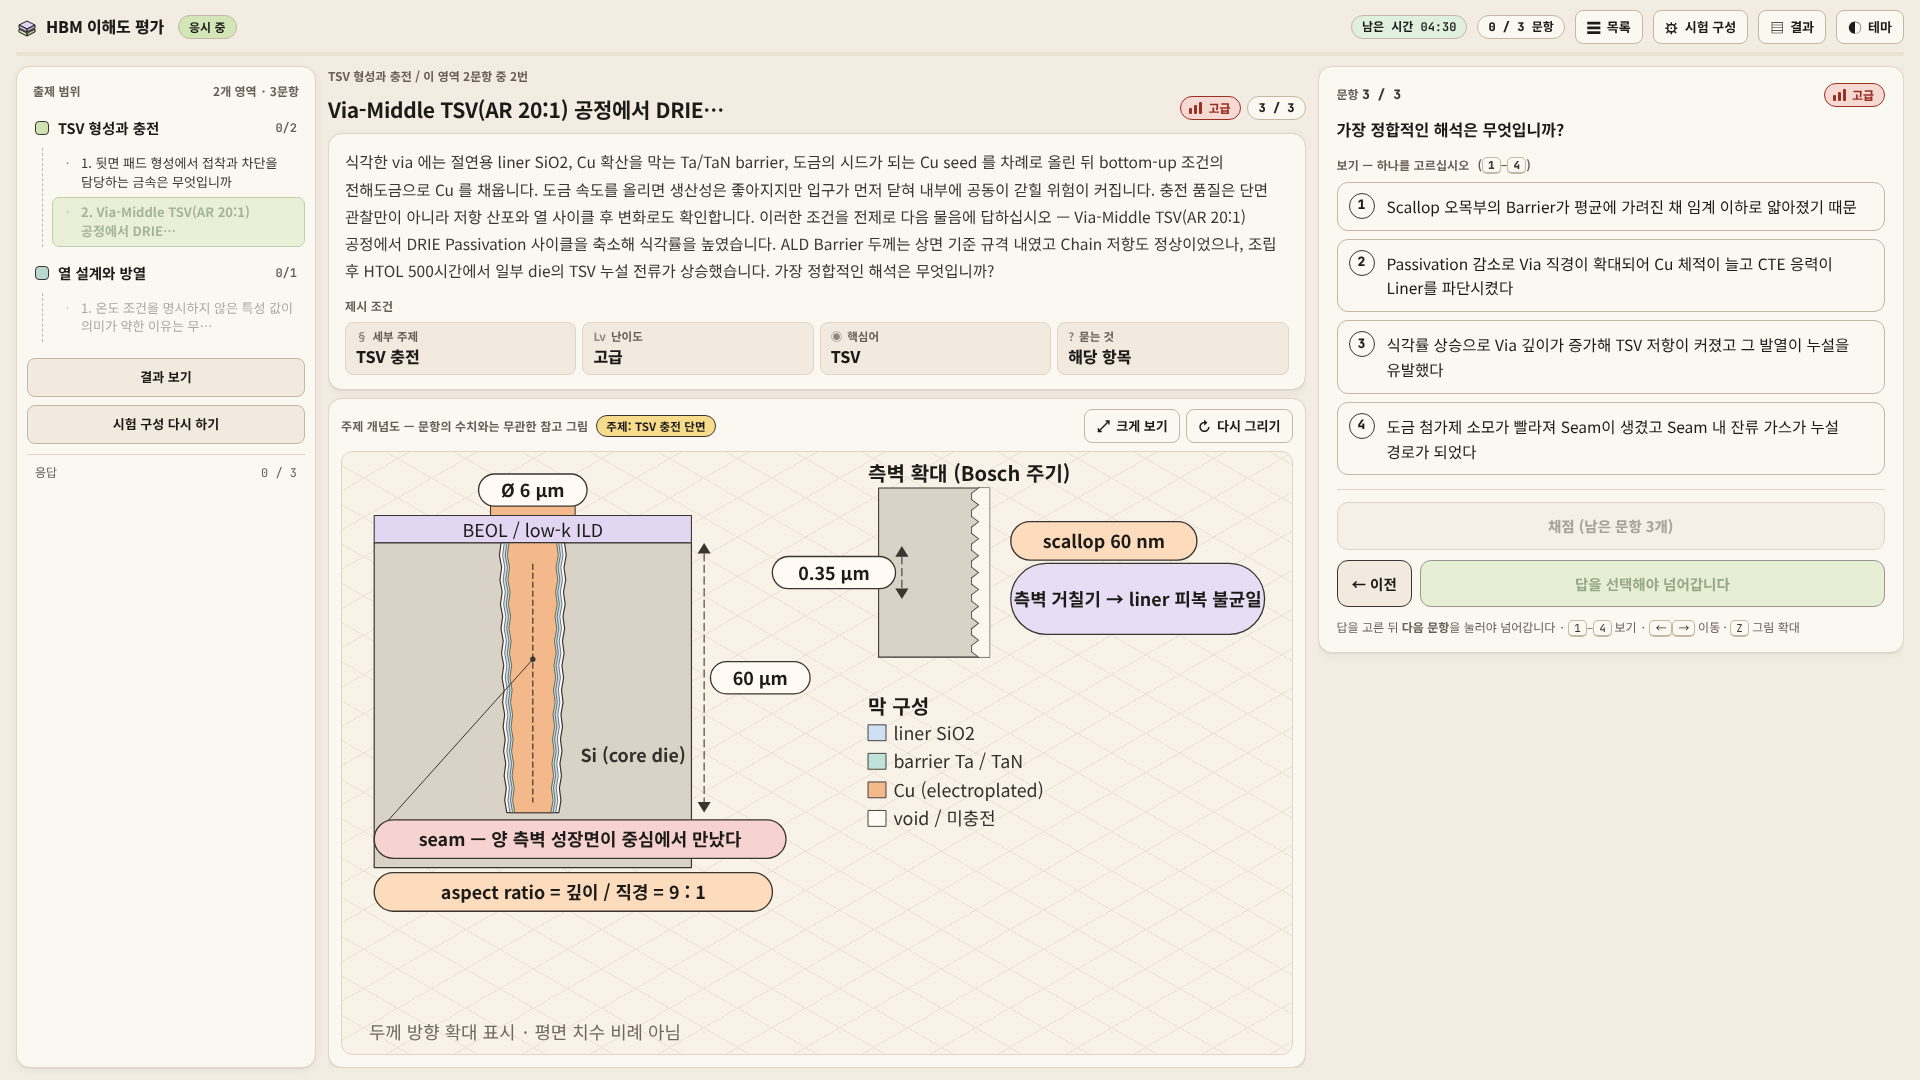 HBM 이해도 평가
응시 중
남은 시간 04:30
0 / 3 문항
목록
시험 구성
결과
테마
출제 범위
2개 영역 · 3문항
TSV 형성과 충전
0/2
· 1. 뒷면 패드 형성에서 접착과 차단을
담당하는 금속은 무엇입니까
· 2. Via-Middle TSV(AR 20:1)
공정에서 DRIE…
열 설계와 방열
0/1
· 1. 온도 조건을 명시하지 않은 특성 값이
의미가 약한 이유는 무…
결과 보기
시험 구성 다시 하기
응답
0 / 3
TSV 형성과 충전 / 이 영역 2문항 중 2번
Via-Middle TSV(AR 20:1) 공정에서 DRIE…
고급
3 / 3
식각한 via 에는 절연용 liner SiO2, Cu 확산을 막는 Ta/TaN barrier, 도금의 시드가 되는 Cu seed 를 차례로 올린 뒤 bottom-up 조건의
전해도금으로 Cu 를 채웁니다. 도금 속도를 올리면 생산성은 좋아지지만 입구가 먼저 닫혀 내부에 공동이 갇힐 위험이 커집니다. 충전 품질은 단면
관찰만이 아니라 저항 산포와 열 사이클 후 변화로도 확인합니다. 이러한 조건을 전제로 다음 물음에 답하십시오 — Via-Middle TSV(AR 20:1)
공정에서 DRIE Passivation 사이클을 축소해 식각률을 높였습니다. ALD Barrier 두께는 상면 기준 규격 내였고 Chain 저항도 정상이었으나, 조립
후 HTOL 500시간에서 일부 die의 TSV 누설 전류가 상승했습니다. 가장 정합적인 해석은 무엇입니까?
제시 조건
§ 세부 주제
TSV 충전
Lv 난이도
고급
◉ 핵심어
TSV
? 묻는 것
해당 항목
주제 개념도 — 문항의 수치와는 무관한 참고 그림
주제: TSV 충전 단면
크게 보기
다시 그리기
Ø 6 µm
BEOL / low-k ILD
Si (core die)
60 µm
seam — 양 측벽 성장면이 중심에서 만났다
aspect ratio = 깊이 / 직경 = 9 : 1
측벽 확대 (Bosch 주기)
0.35 µm
scallop 60 nm
측벽 거칠기 → liner 피복 불균일
막 구성
liner SiO2
barrier Ta / TaN
Cu (electroplated)
void / 미충전
두께 방향 확대 표시 · 평면 치수 비례 아님
문항 3 / 3
고급
가장 정합적인 해석은 무엇입니까?
보기 — 하나를 고르십시오 (1–4)
1 Scallop 오목부의 Barrier가 평균에 가려진 채 임계 이하로 얇아졌기 때문
2 Passivation 감소로 Via 직경이 확대되어 Cu 체적이 늘고 CTE 응력이
Liner를 파단시켰다
3 식각률 상승으로 Via 깊이가 증가해 TSV 저항이 커졌고 그 발열이 누설을
유발했다
4 도금 첨가제 소모가 빨라져 Seam이 생겼고 Seam 내 잔류 가스가 누설
경로가 되었다
채점 (남은 문항 3개)
← 이전
답을 선택해야 넘어갑니다
답을 고른 뒤 다음 문항을 눌러야 넘어갑니다 · 1–4 보기 · ← → 이동 · Z 그림 확대